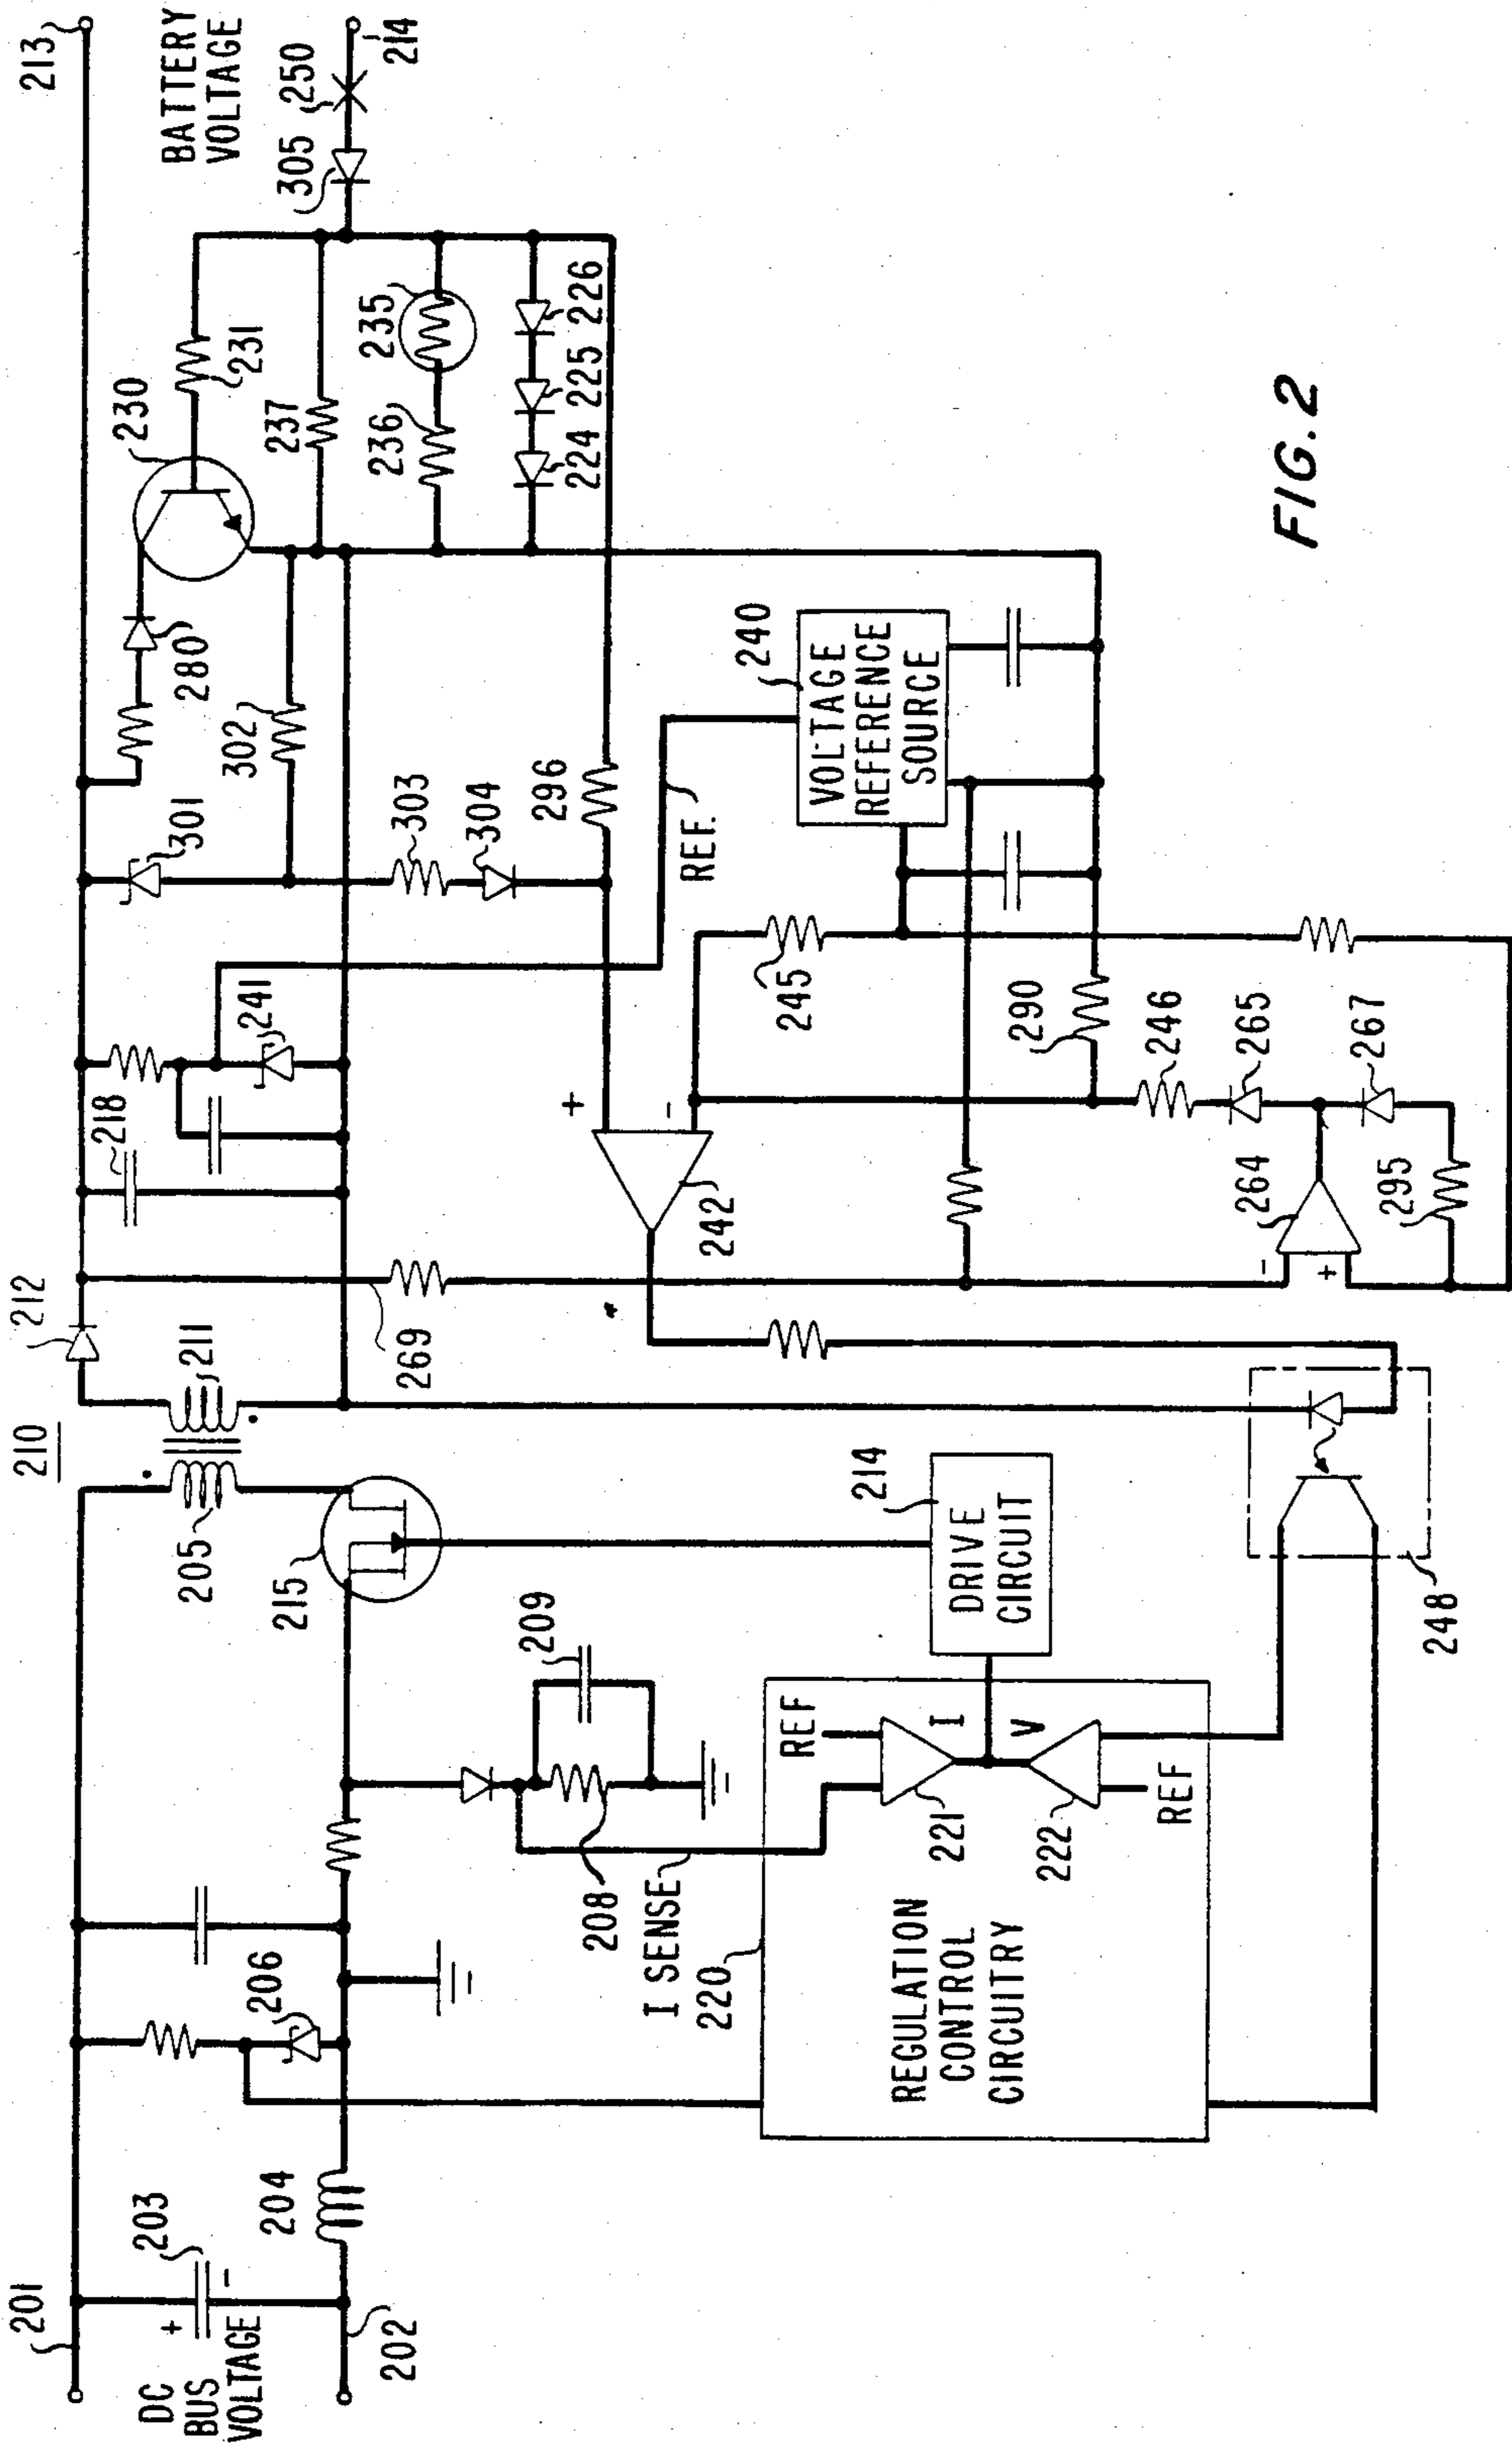 201
DC
BUS
VOLTAGE
+
-
203
202
204
206
I SENSE
208
209
215
205
210
211
212
269
218
241
301
302
303
304
296
280
230
231
237
236
235
224
225
226
305
250
214
213
BATTERY
VOLTAGE
220
REGULATION
CONTROL
CIRCUITRY
REF
I
221
V
222
REF
214
DRIVE
CIRCUIT
248
+
-
242
REF.
240
VOLTAGE
REFERENCE
SOURCE
245
290
246
265
267
264
-
+
295
FIG. 2